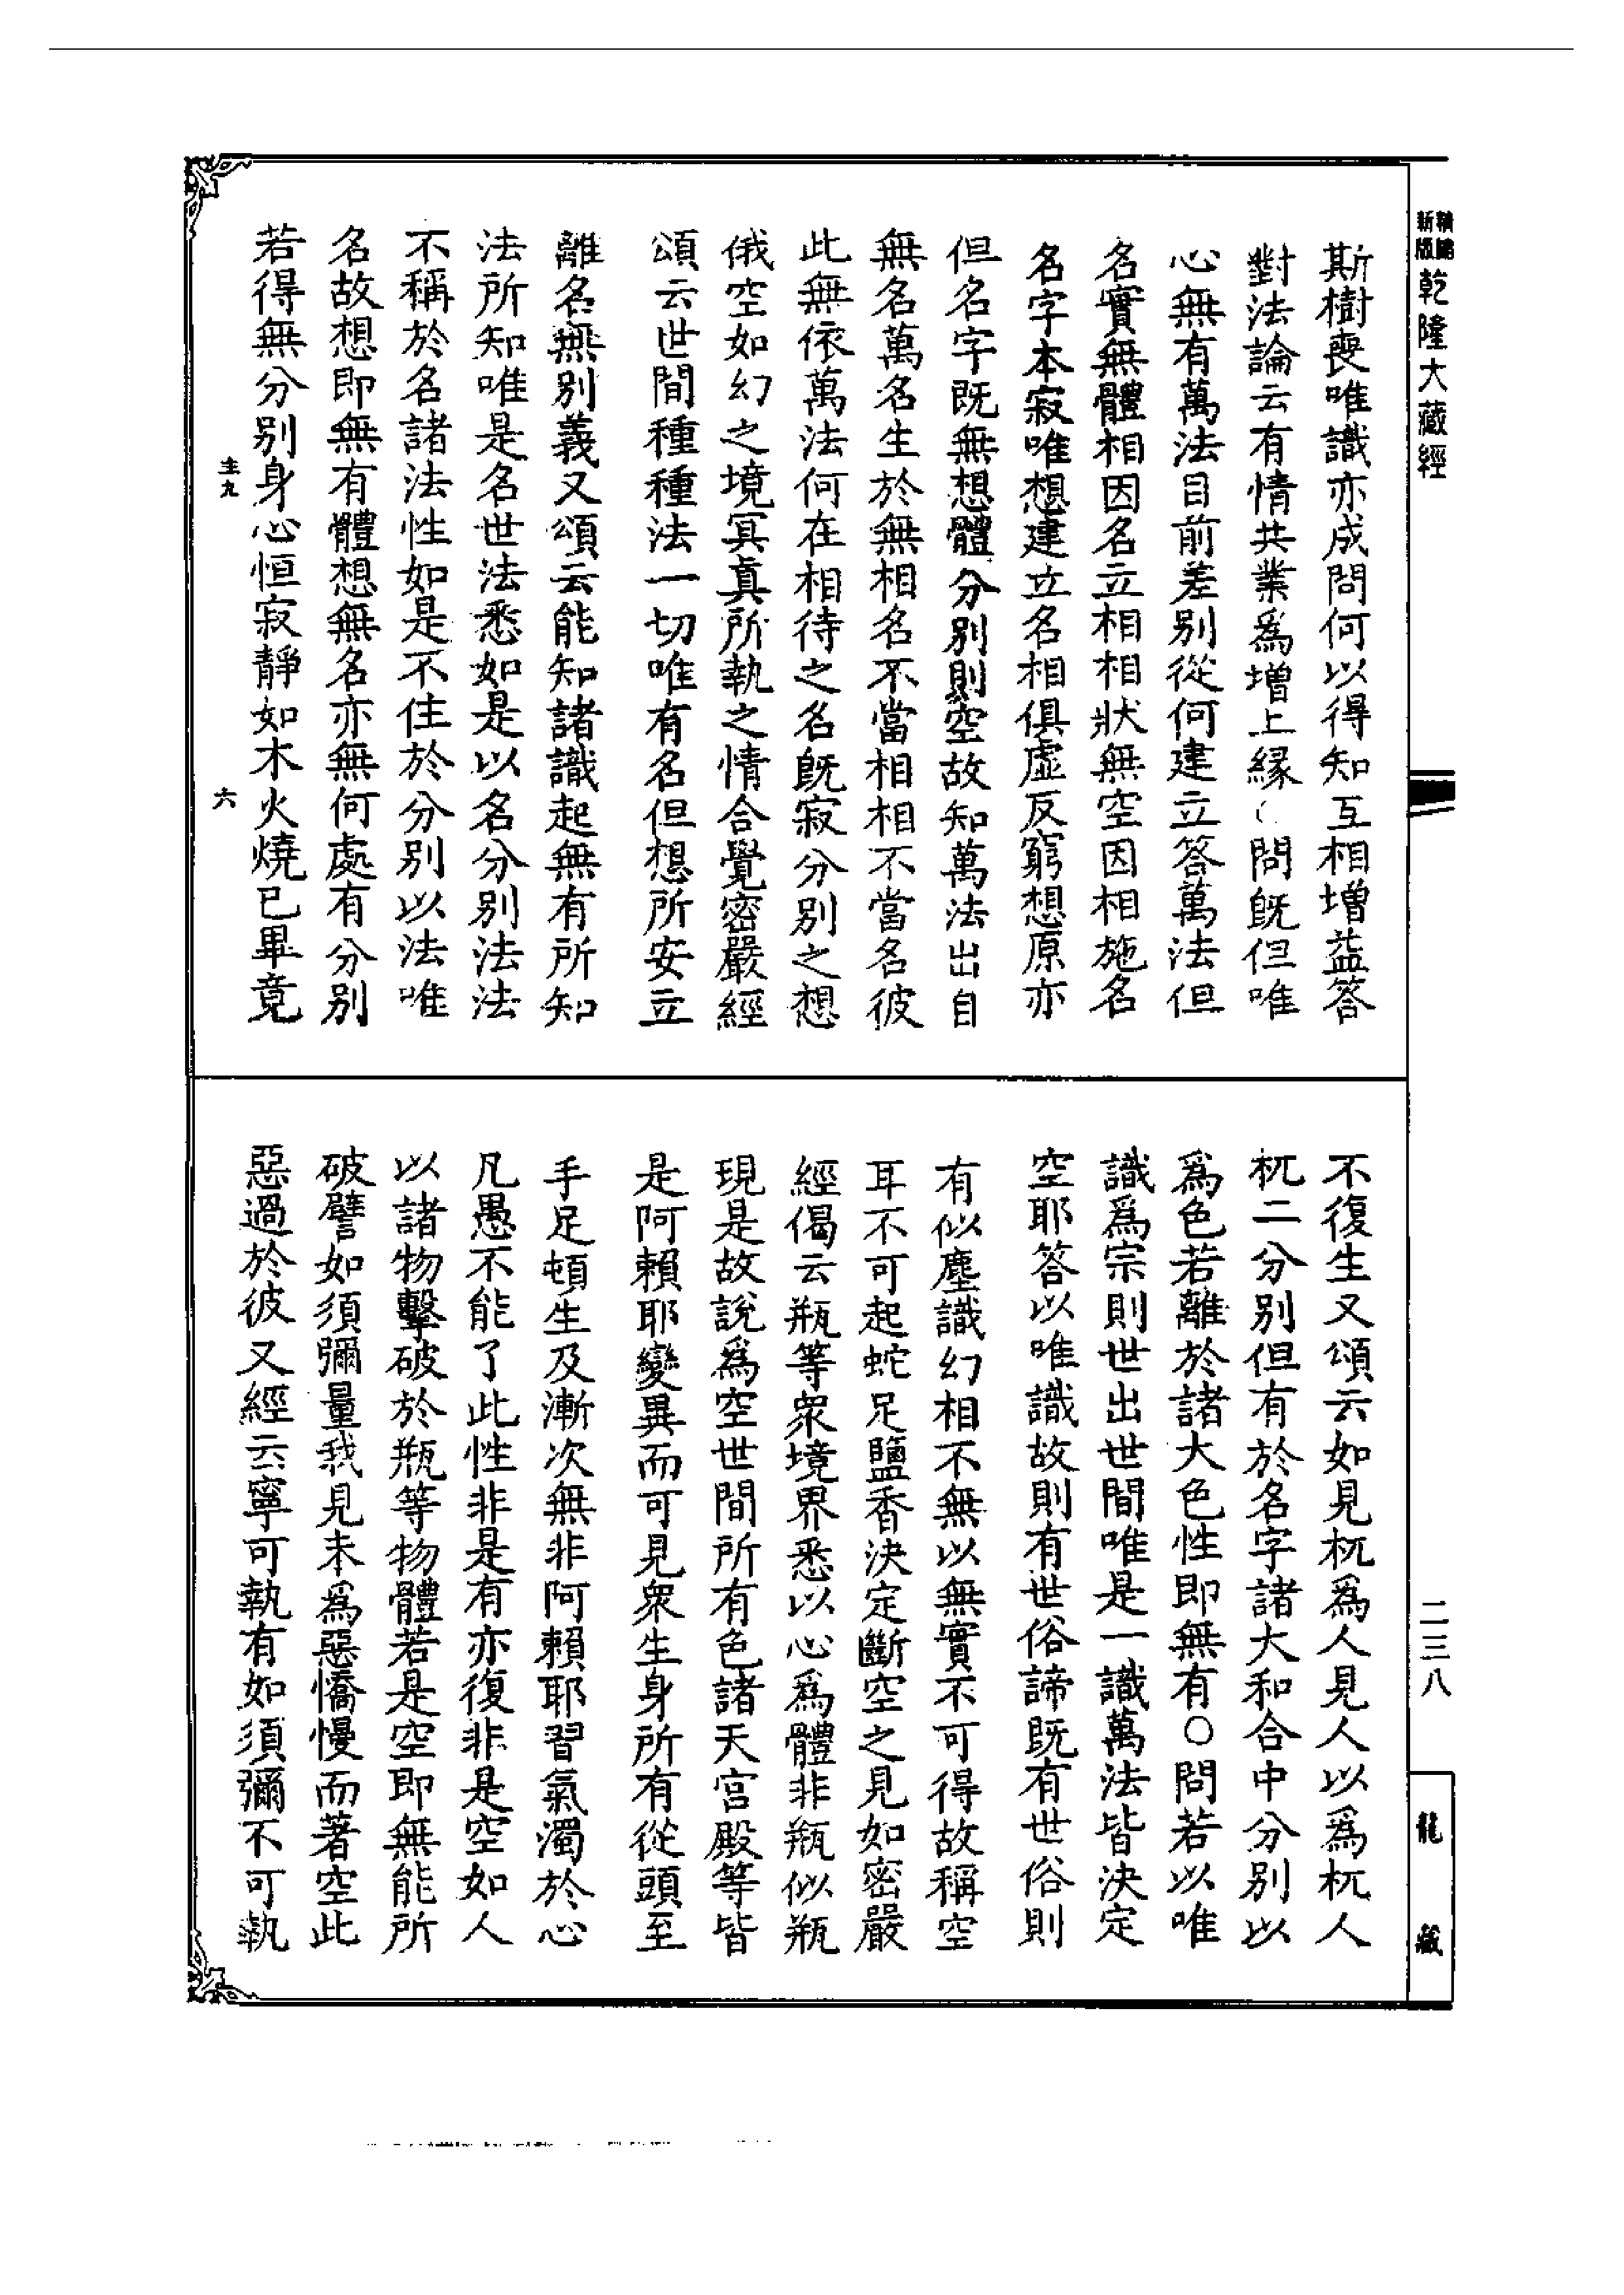 新版精縮乾隆大藏經
斯樹喪唯識亦成問何以得知互相增益答
對法論云有情共業爲增上緣○問旣但唯
心無有萬法目前差別從何建立答萬法但
名實無體相因名立相相狀無空因相施名
名字本寂唯想建立名相俱虛反窮想原亦
但名字既無想體分別則空故知萬法出自
無名萬名生於無相名不當相相不當名彼
此無依萬法何在相待之名旣寂分別之想
俄空如幻之境冥眞所執之情合覺密嚴經
頌云世間種種法一切唯有名但想所安立
離名無別義又頌云能知諸識起無有所知
法所知唯是名世法悉如是以名分別法法
不稱於名諸法性如是不住於分別以法唯
名故想即無有體想無名亦無何處有分別
若得無分別身心恒寂靜如木火燒已畢竟
六
不復生又頌云如見杌爲人見人以爲杌人
杌二分別但有於名字諸大和合中分別以
爲色若離於諸大色性即無有○問若以唯
識爲宗則世出世間唯是一識萬法皆決定
空耶答以唯識故則有世俗諦既有世俗則
有似塵識幻相不無以無實不可得故稱空
耳不可起蛇足鹽香決定斷空之見如密嚴
經偈云瓶等衆境界悉以心爲體非瓶似瓶
現是故說爲空世間所有色諸天宮殿等皆
是阿賴耶變異而可見衆生身所有從頭至
手足頓生及漸次無非阿賴耶習氣濁於心
凡愚不能了此性非是有亦復非是空如人
以諸物擊破於瓶等物體若是空即無能所
破譬如須彌量我見未爲惡憍慢而著空此
惡過於彼又經云寧可執有如須彌不可執
二三八
龍藏